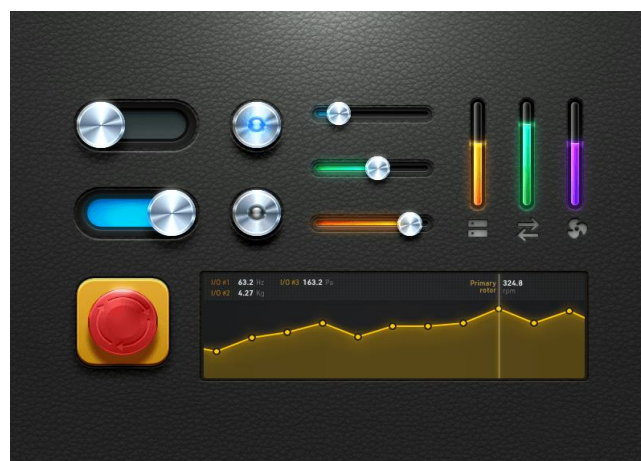 I/O #1 63.2 Hz I/O #3 163.2 Pa
I/O #2 4.27 Kg
Primary rotor 324.8 rpm